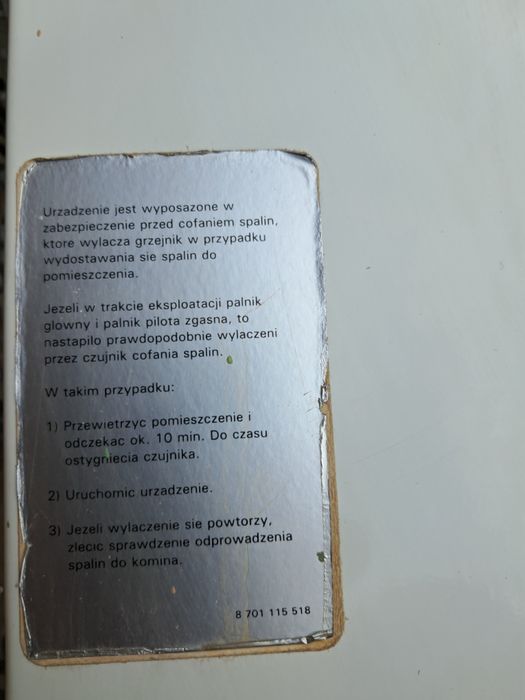 Urzadzenie jest wyposazone w
zabezpieczenie przed cofaniem spalin,
ktore wylacza grzejnik w przypadku
wydostawania sie spalin do
pomieszczenia.
Jezeli w trakcie eksploatacji palnik
glowny i palnik pilota zgasna, to
nastapilo prawdopodobnie wylaczeni
przez czujnik cofania spalin.
W takim przypadku:
1) Przewietrzyc pomieszczenie i
odczekac ok. 10 min. Do czasu
ostygniecia czujnika.
2) Uruchomic urzadzenie.
3) Jezeli wylaczenie sie powtorzy,
zlecic sprawdzenie odprowadzenia
spalin do komina.
8 701 115 518